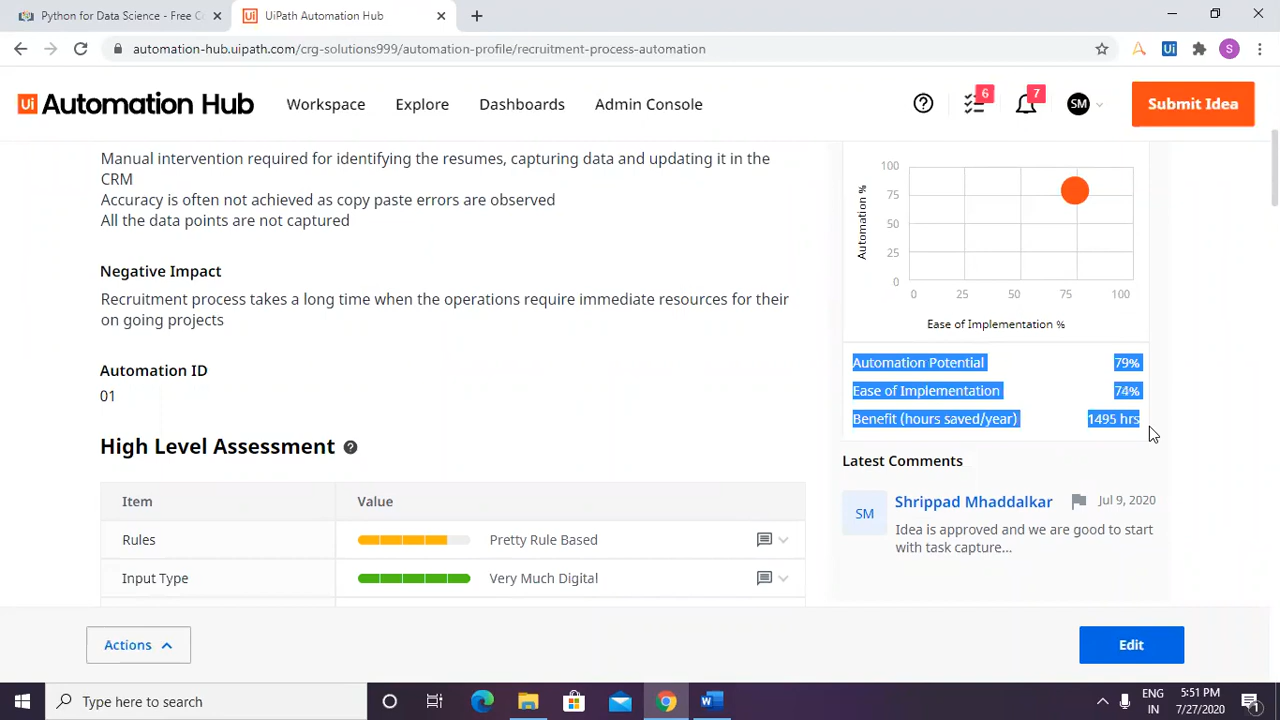 Python for Data Science - Free C
UiPath Automation Hub
automation-hub.uipath.com/crg-solutions999/automation-profile/recruitment-process-automation
Ui
S
Ui Automation Hub
Workspace
Explore
Dashboards
Admin Console
6
7
SM
Submit Idea
Manual intervention required for identifying the resumes, capturing data and updating it in the
CRM
Accuracy is often not achieved as copy paste errors are observed
All the data points are not captured
Negative Impact
Recruitment process takes a long time when the operations require immediate resources for their
on going projects
Automation ID
01
High Level Assessment
Item Value
Rules Pretty Rule Based
Input Type Very Much Digital
Automation %
100
75
50
25
0
0 25 50 75 100
Ease of Implementation %
Automation Potential 79%
Ease of Implementation 74%
Benefit (hours saved/year) 1495 hrs
Latest Comments
SM
Shrippad Mhaddalkar Jul 9, 2020
Idea is approved and we are good to start
with task capture...
Actions
Edit
Type here to search
ENG
IN
5:51 PM
7/27/2020
1